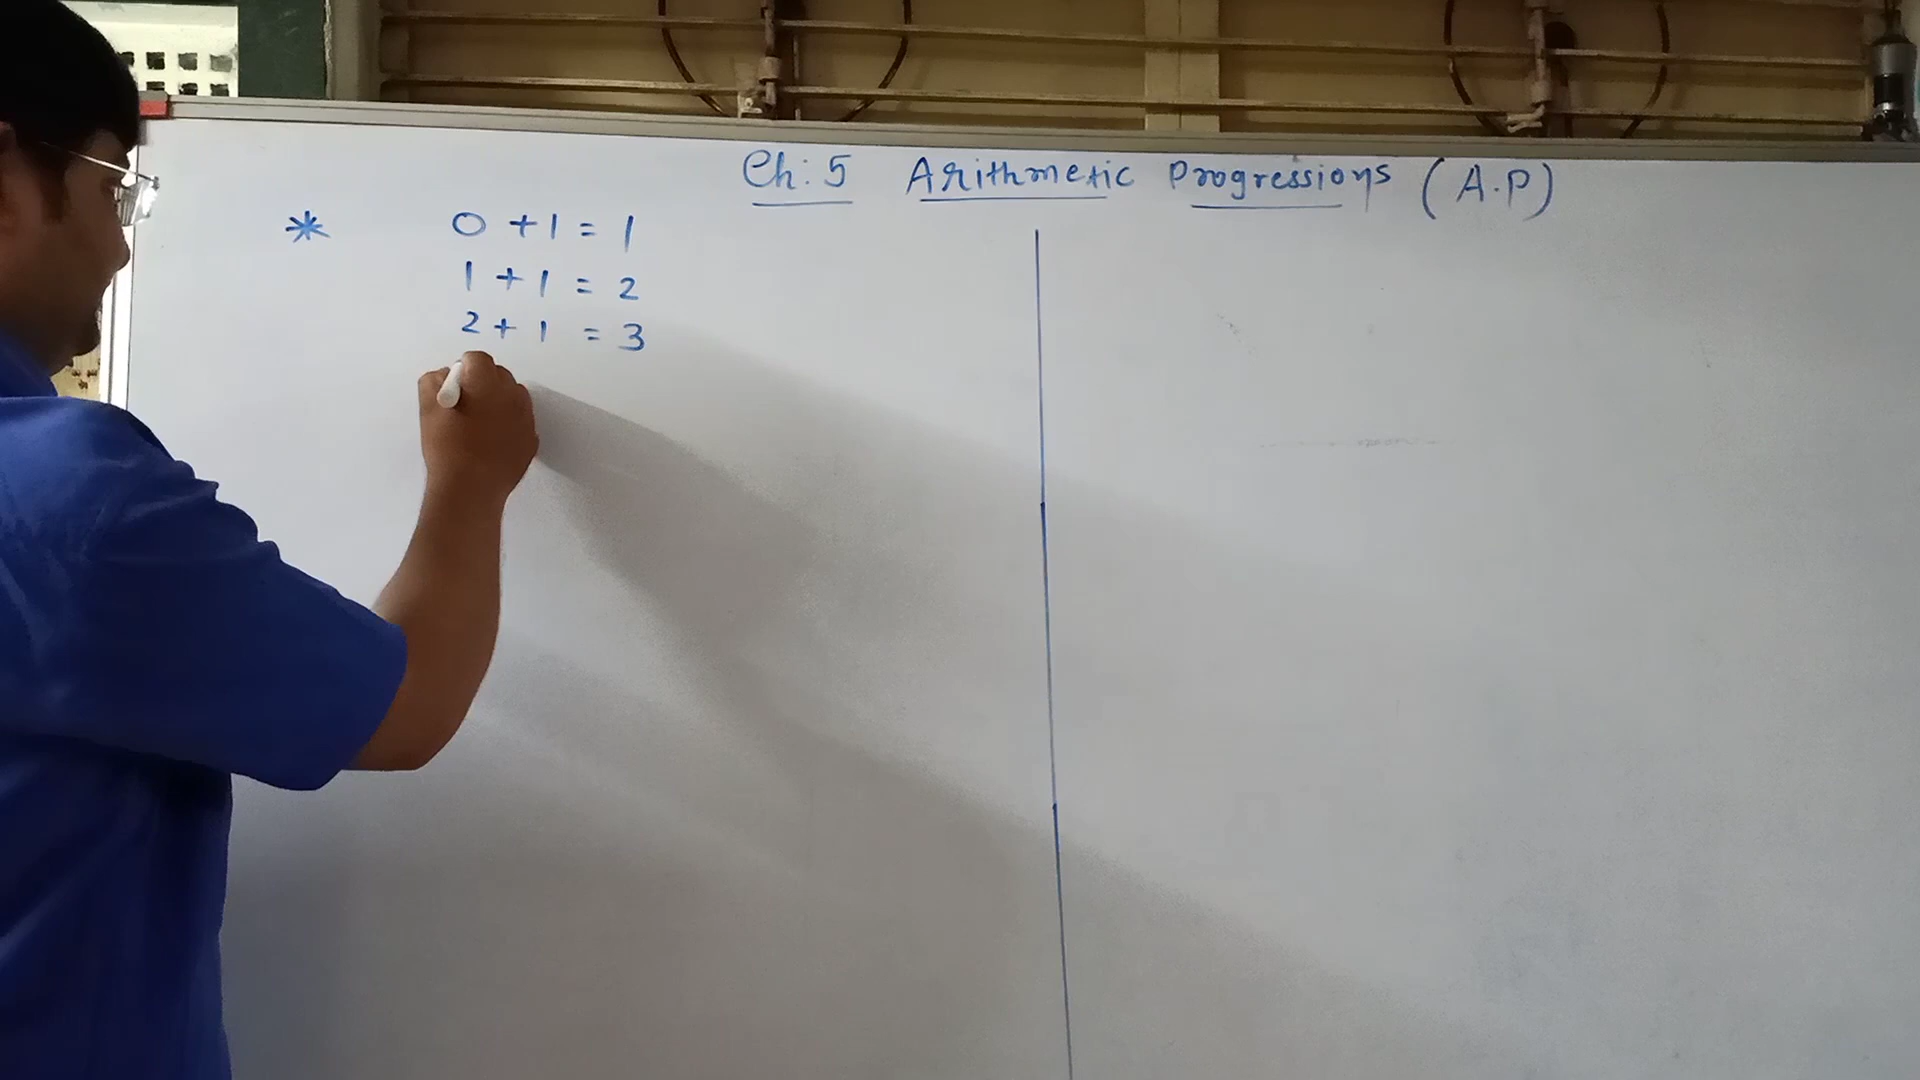 Ch: 5 Arithmetic Progressions (A.P)
* 0 + 1 = 1
1 + 1 = 2
2 + 1 = 3